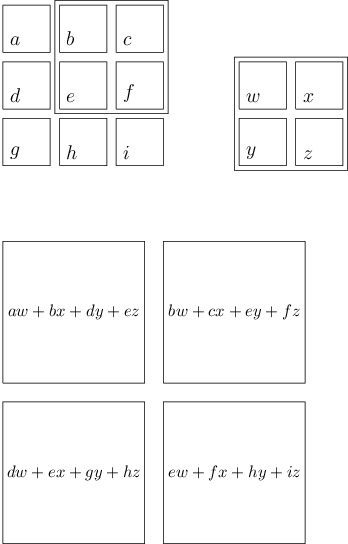 a b c
d e f w x
g h i y z
aw + bx + dy + ez bw + cx + ey + fz
dw + ex + gy + hz ew + fx + hy + iz